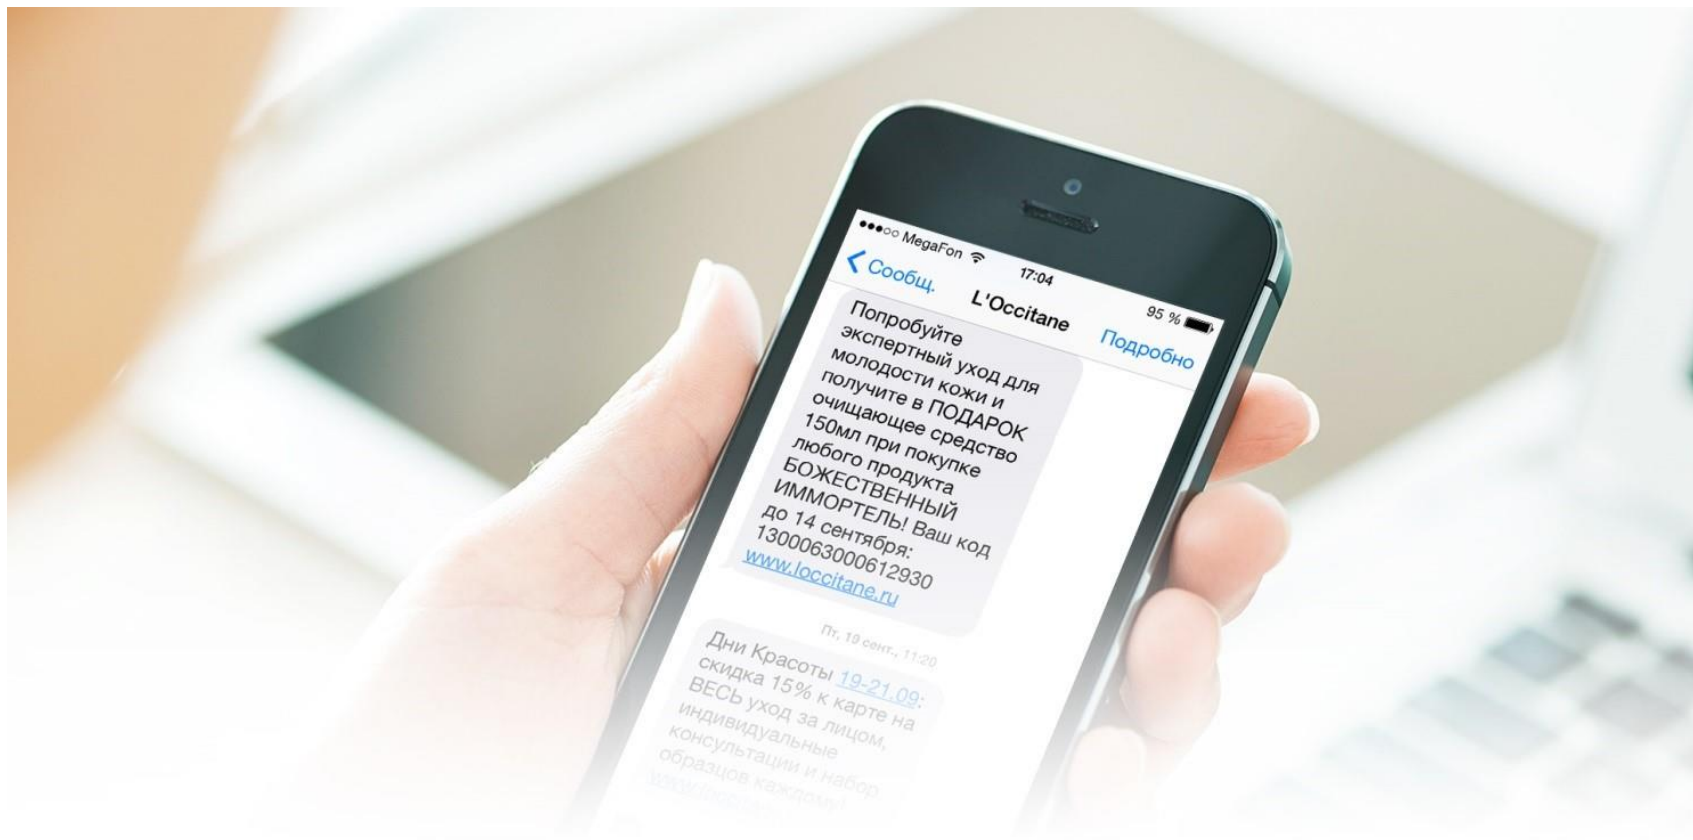 ●●●○○ MegaFon 17:04 95 %
Сообщ. L'Occitane Подробно
Попробуйте
экспертный уход для
молодости кожи и
получите в ПОДАРОК
очищающее средство
150мл при покупке
любого продукта
БОЖЕСТВЕННЫЙ
ИММОРТЕЛЬ! Ваш код
до 14 сентября:
1300063000612930
www.loccitane.ru
Пт, 19 сент., 11:20
Дни Красоты 19-21.09:
скидка 15% к карте на
ВЕСЬ уход за лицом,
индивидуальные
консультации и набор
образцов каждому!